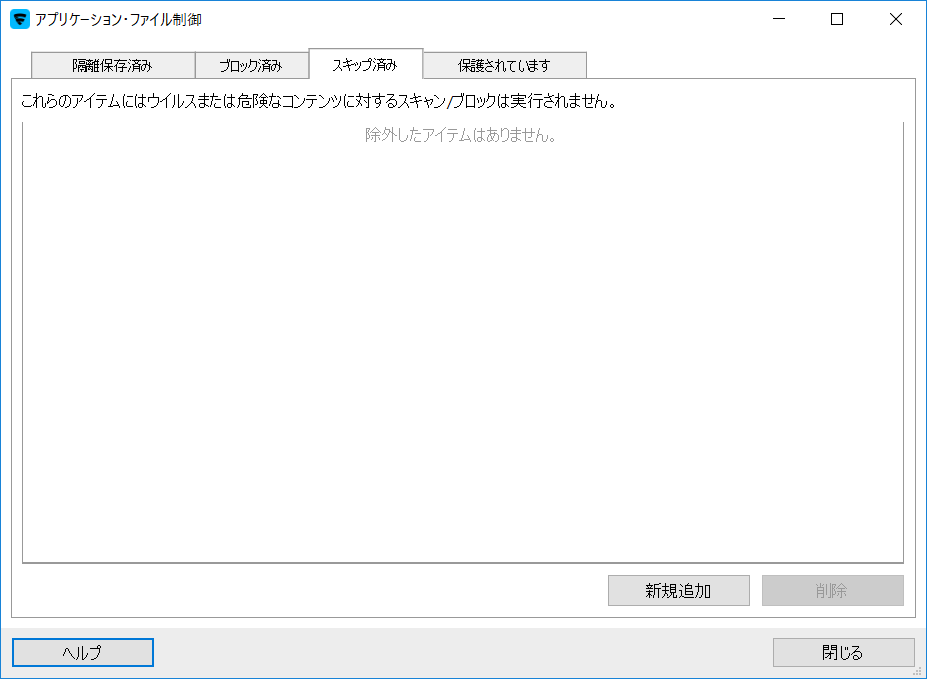 アプリケーション・ファイル制御
隔離保存済み ブロック済み スキップ済み 保護されています
これらのアイテムにはウイルスまたは危険なコンテンツに対するスキャン/ブロックは実行されません。
除外したアイテムはありません。
新規追加 削除
ヘルプ 閉じる